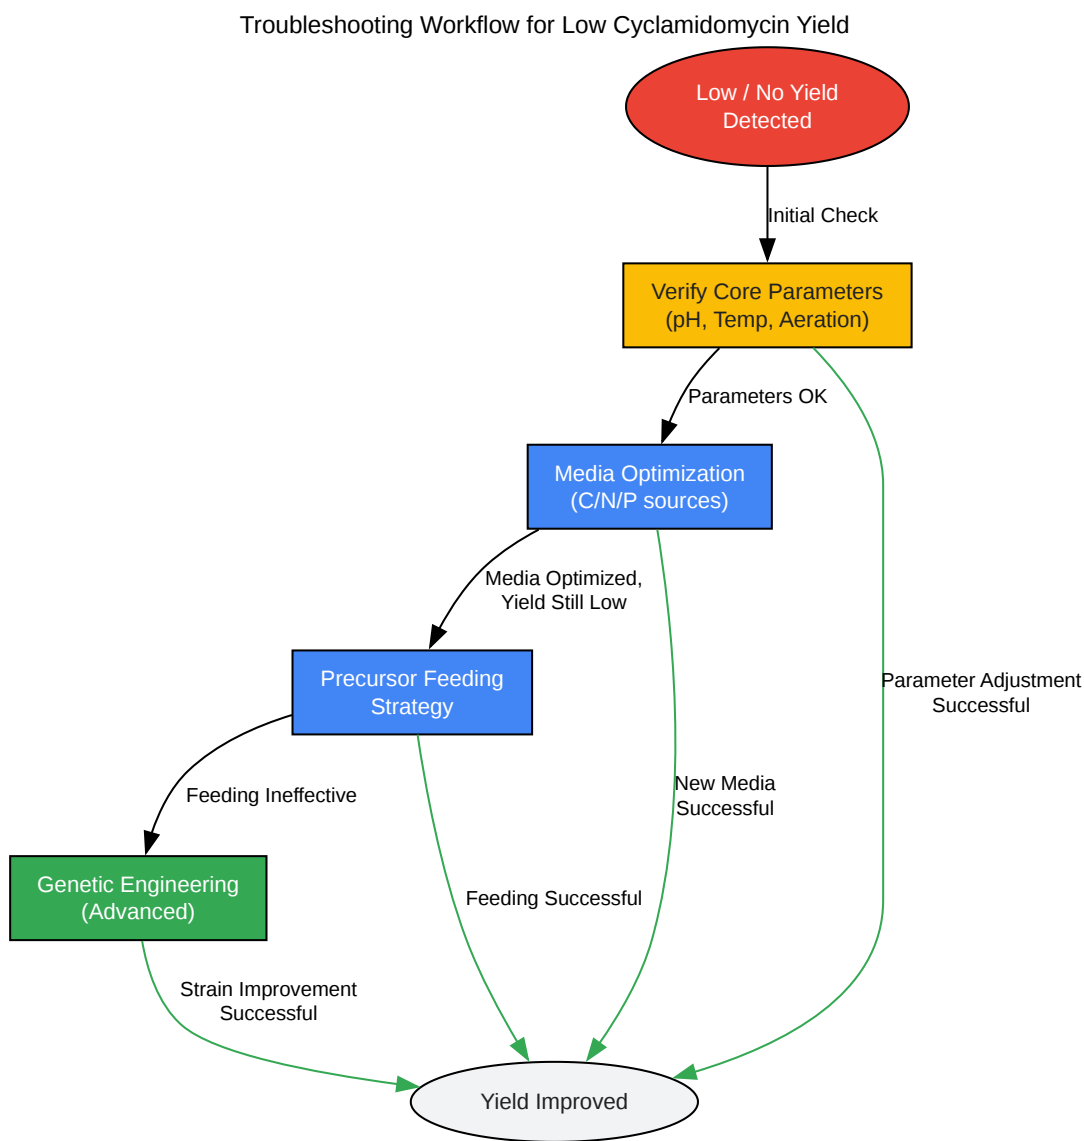 Troubleshooting Workflow for Low Cyclamidomycin Yield
Low / No Yield
Detected
Initial Check
Verify Core Parameters
(pH, Temp, Aeration)
Parameters OK
Media Optimization
(C/N/P sources)
Media Optimized,
Yield Still Low
Precursor Feeding
Strategy
Parameter Adjustment
Successful
New Media
Successful
Feeding Ineffective
Genetic Engineering
(Advanced)
Feeding Successful
Strain Improvement
Successful
Yield Improved